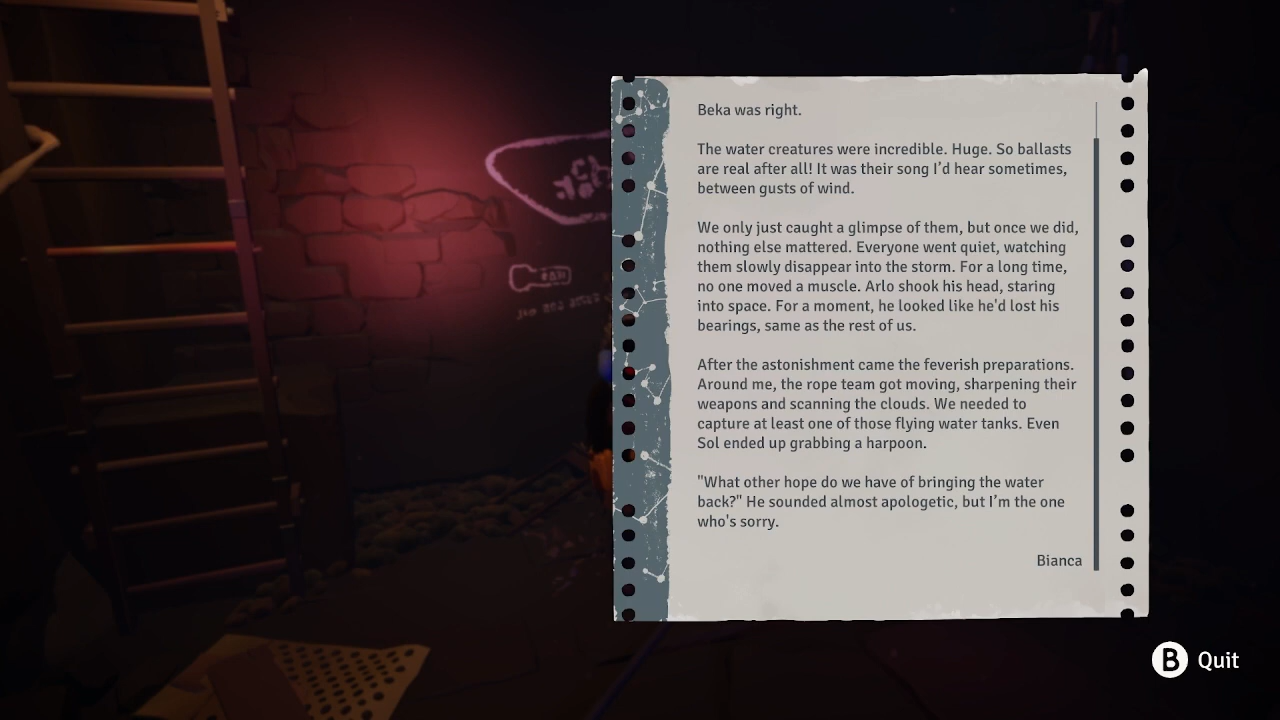 Beka was right.
The water creatures were incredible. Huge. So ballasts
are real after all! It was their song I'd hear sometimes,
between gusts of wind.
We only just caught a glimpse of them, but once we did,
nothing else mattered. Everyone went quiet, watching
them slowly disappear into the storm. For a long time,
no one moved a muscle. Arlo shook his head, staring
into space. For a moment, he looked like he'd lost his
bearings, same as the rest of us.
After the astonishment came the feverish preparations.
Around me, the rope team got moving, sharpening their
weapons and scanning the clouds. We needed to
capture at least one of those flying water tanks. Even
Sol ended up grabbing a harpoon.
"What other hope do we have of bringing the water
back?" He sounded almost apologetic, but I'm the one
who's sorry.
Bianca
B Quit